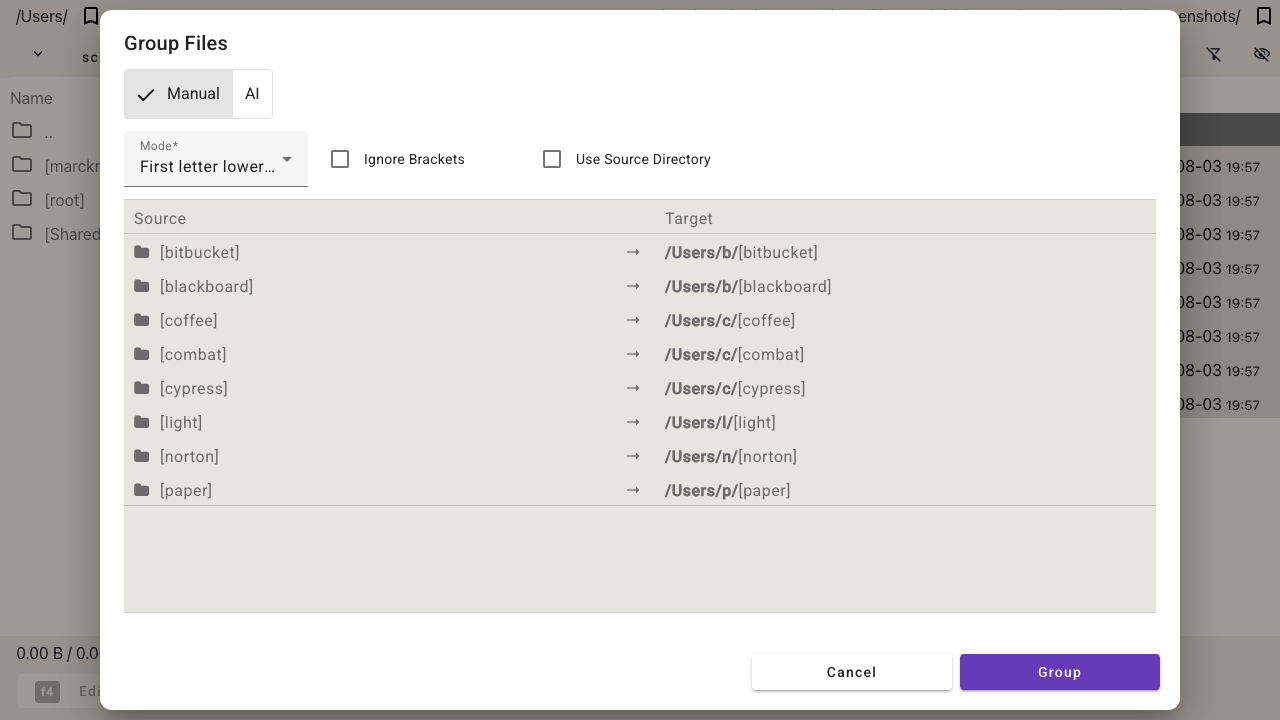 /Users/
enshots/
Group Files
Manual
AI
Mode*
First letter lower...
Ignore Brackets
Use Source Directory
Name
..
[marckr
[root]
[Shared
Source
Target
[bitbucket] → /Users/b/[bitbucket]
[blackboard] → /Users/b/[blackboard]
[coffee] → /Users/c/[coffee]
[combat] → /Users/c/[combat]
[cypress] → /Users/c/[cypress]
[light] → /Users/l/[light]
[norton] → /Users/n/[norton]
[paper] → /Users/p/[paper]
08-03 19:57
08-03 19:57
08-03 19:57
08-03 19:57
08-03 19:57
08-03 19:57
08-03 19:57
08-03 19:57
0.00 B / 0.0
f4 Edi
Cancel
Group